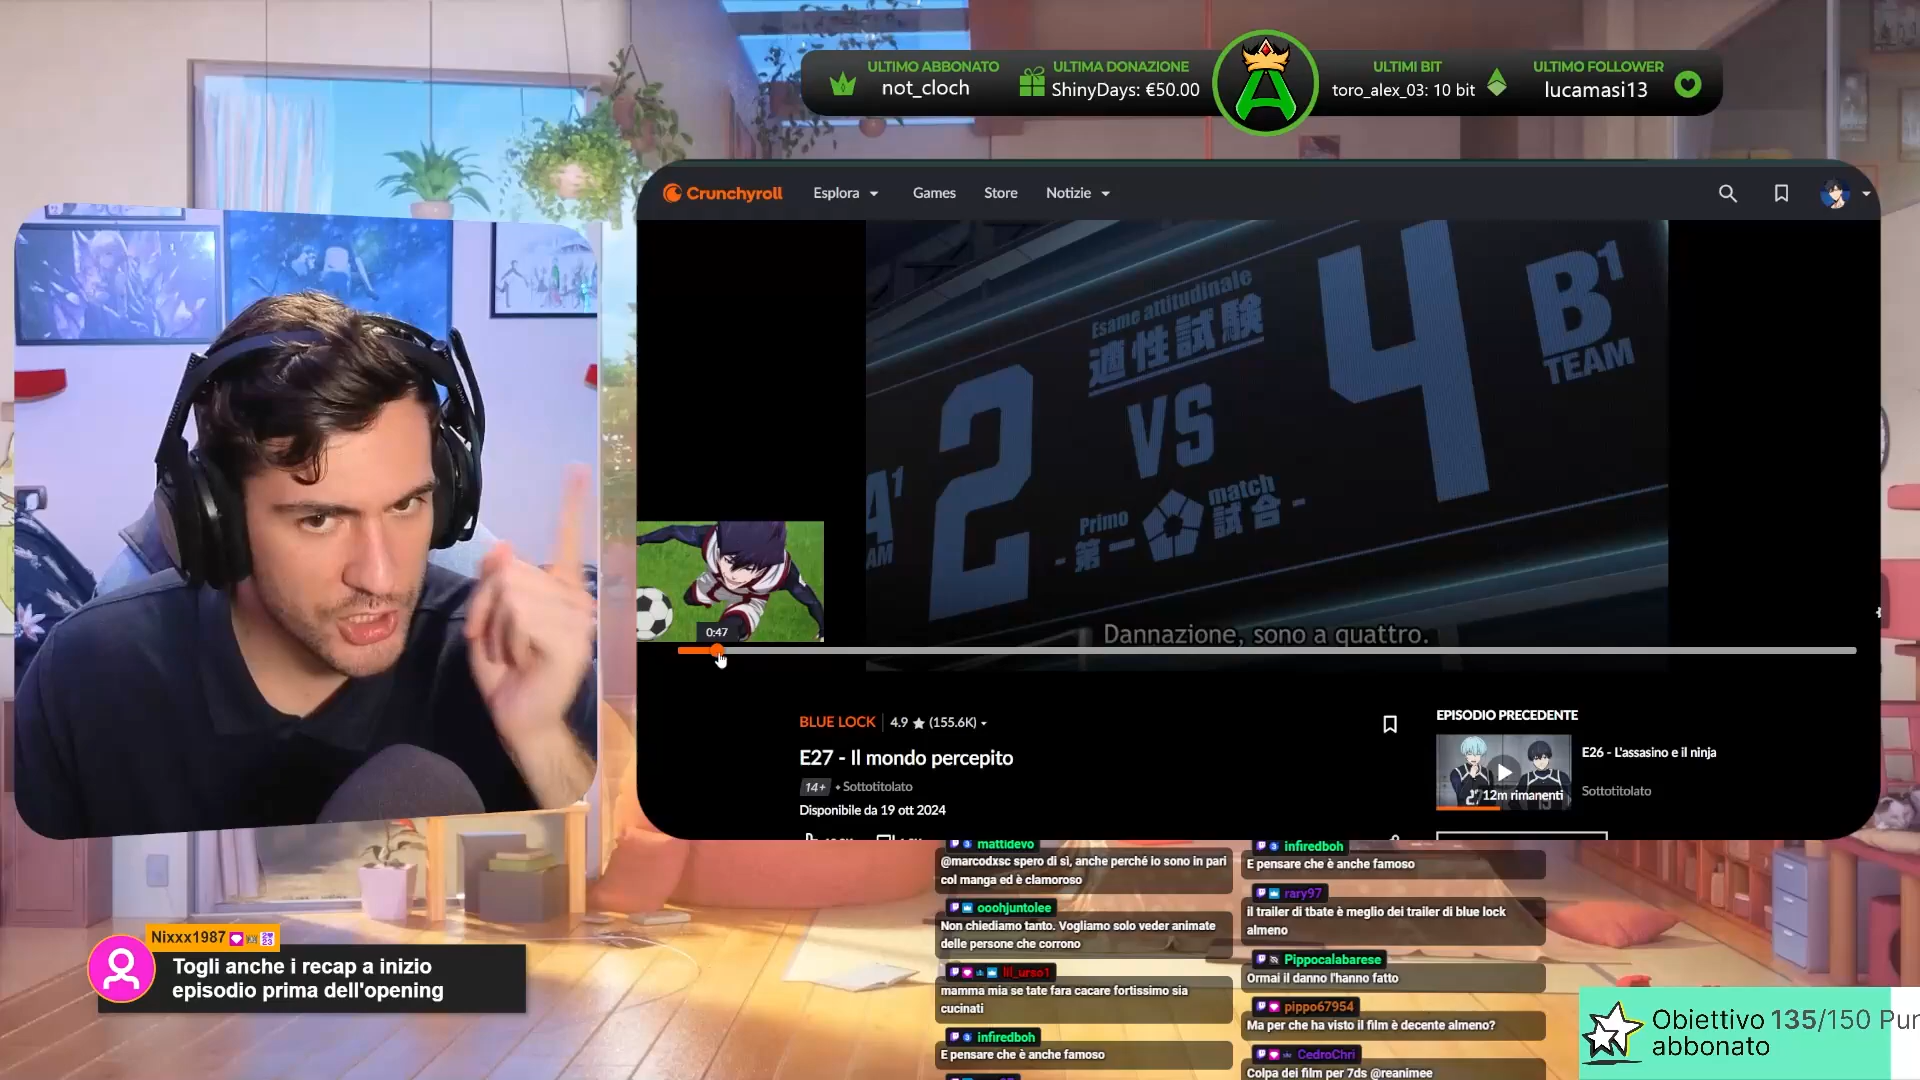 ULTIMO ABBONATO
not_cloch
ULTIMA DONAZIONE
ShinyDays: €50.00
ULTIMI BIT
toro_alex_03: 10 bit
ULTIMO FOLLOWER
lucamasi13
Crunchyroll
Esplora
Games
Store
Notizie
Esame attitudinale
適性試験
2
VS
4
B¹
TEAM
Primo
match
- 第一 試合 -
Dannazione, sono a quattro.
0:47
BLUE LOCK
4.9 ★ (155.6K)
E27 - Il mondo percepito
14+ • Sottotitolato
Disponibile da 19 ott 2024
EPISODIO PRECEDENTE
E26 - L'assasino e il ninja
12m rimanenti
Sottotitolato
mattidevo
@marcodxsc spero di sì, anche perché io sono in pari
col manga ed è clamoroso
ooohjuntolee
Non chiediamo tanto. Vogliamo solo veder animate
delle persone che corrono
lil_urso1
mamma mia se tate fara cacare fortissimo sia
cucinati
infiredboh
E pensare che è anche famoso
infiredboh
E pensare che è anche famoso
rary97
il trailer di tbate è meglio dei trailer di blue lock
almeno
Pippocalabarese
Ormai il danno l'hanno fatto
pippo67954
Ma per che ha visto il film è decente almeno?
CedroChri
Colpa dei film per 7ds @reanimee
Nixxx1987
Togli anche i recap a inizio
episodio prima dell'opening
Obiettivo 135/150 Pun
abbonato